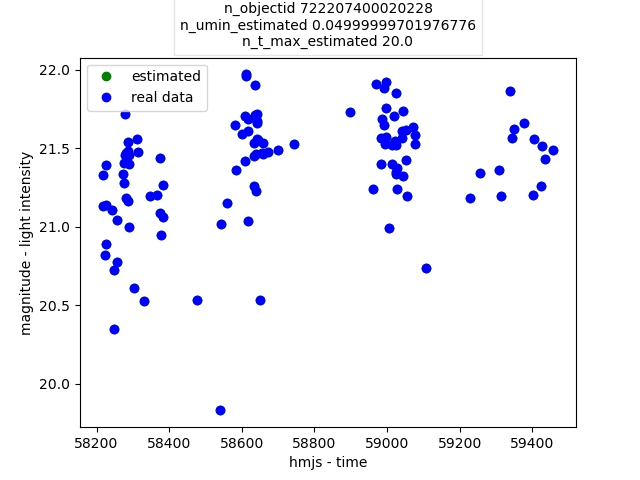 n_objectid 722207400020228
n_umin_estimated 0.04999999701976776
n_t_max_estimated 20.0
estimated
real data
22.0
21.5
21.0
20.5
20.0
magnitude - light intensity
58200 58400 58600 58800 59000 59200 59400
hmjs - time